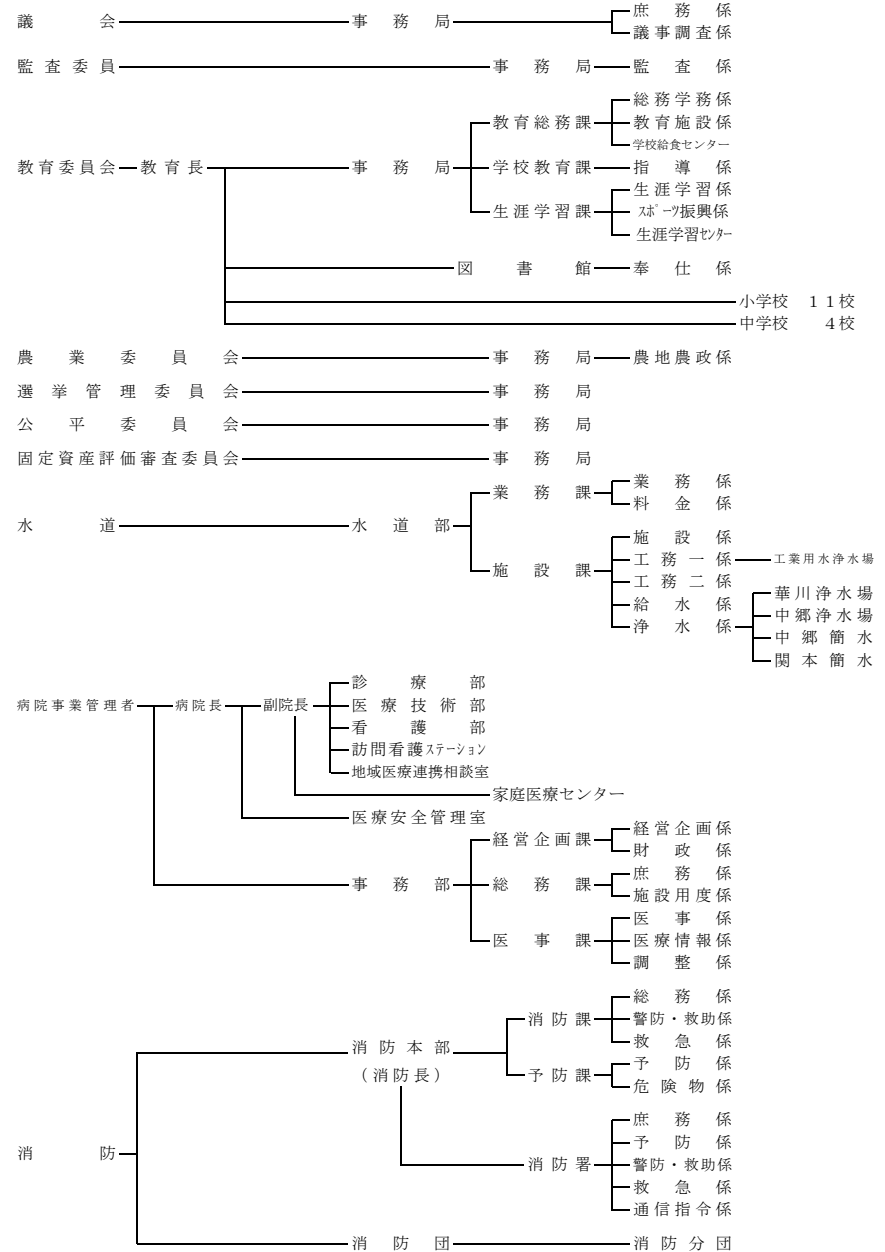 議会 事務局 庶務係
議事調査係
監査委員 事務局 監査係
総務学務係
教育総務課 教育施設係
学校給食センター
教育委員会 教育長 事務局 学校教育課 指導係
生涯学習係
生涯学習課 スポーツ振興係
生涯学習センター
図書館 奉仕係
小学校 11校
中学校 4校
農業委員会 事務局 農地農政係
選挙管理委員会 事務局
公平委員会 事務局
固定資産評価審査委員会 事務局
業務係
業務課
料金係
水道 水道部
施設係
工務一係 工業用水浄水場
施設課
工務二係
華川浄水場
給水係
中郷浄水場
浄水係
中郷簡水
関本簡水
診療部
病院事業管理者 病院長 副院長 医療技術部
看護部
訪問看護ステーション
地域医療連携相談室
家庭医療センター
医療安全管理室
経営企画係
経営企画課
財政係
庶務係
事務部 総務課
施設用度係
医事係
医事課 医療情報係
調整係
総務係
消防課 警防・救助係
救急係
消防本部
予防係
(消防長) 予防課
危険物係
庶務係
予防係
消防 消防署 警防・救助係
救急係
通信指令係
消防団 消防分団